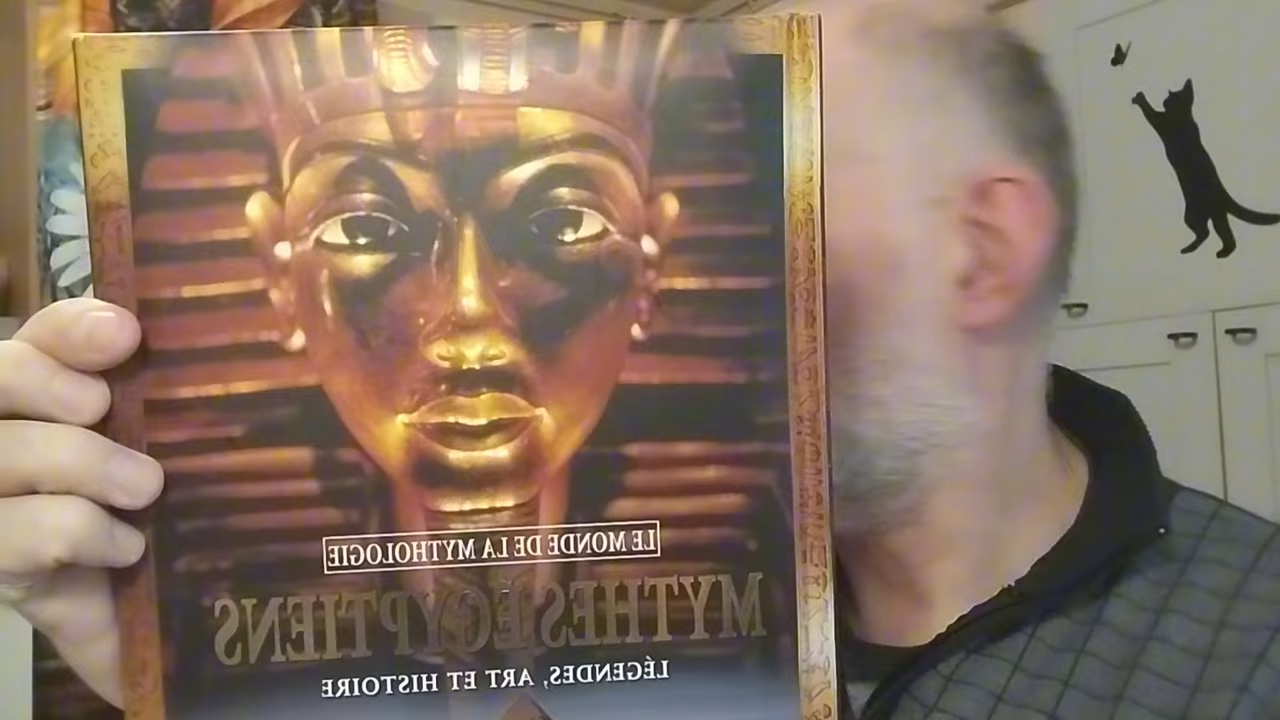 LE MONDE DE LA MYTHOLOGIE
MYTHES ÉGYPTIENS
LÉGENDES, ART ET HISTOIRE